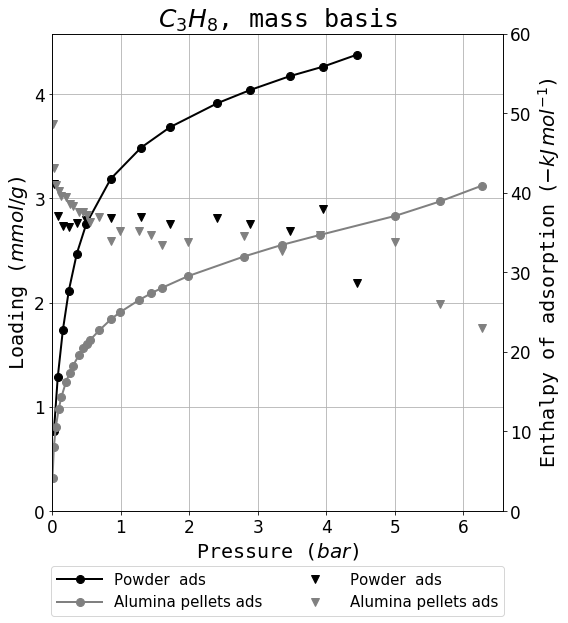 C₃H₈, mass basis
Loading (mmol/g)
4
3
2
1
0
60
50
40
30
20
10
0
Enthalpy of adsorption (−kJmol⁻¹)
0 1 2 3 4 5 6
Pressure (bar)
Powder ads Powder ads
Alumina pellets ads Alumina pellets ads